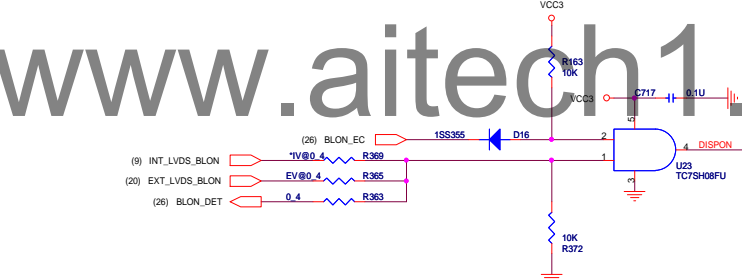 VCC3
www.aitech1.
R163
10K
VCC3
C717
0.1U
(26) BLON_EC
1SS355
D16
2
5
(9) INT_LVDS_BLON
*IV@0_4
R369
1
4
DISPON
(20) EXT_LVDS_BLON
EV@0_4
R365
U23
TC7SH08FU
3
(26) BLON_DET
0_4
R363
10K
R372